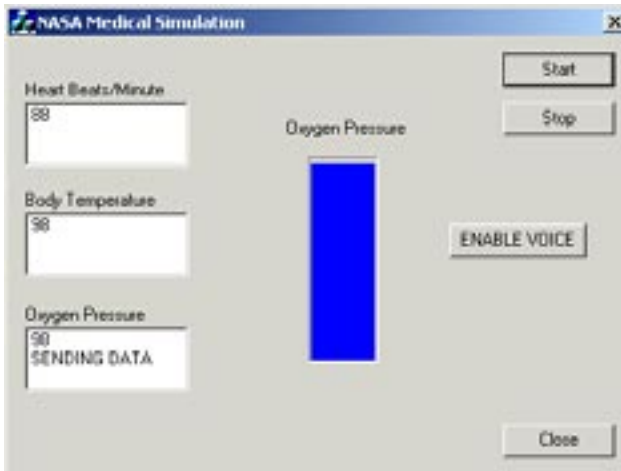 NASA Medical Simulation
Heart Beats/Minute
88
Body Temperature
98
Oxygen Pressure
98
SENDING DATA
Oxygen Pressure
Start
Stop
ENABLE VOICE
Close